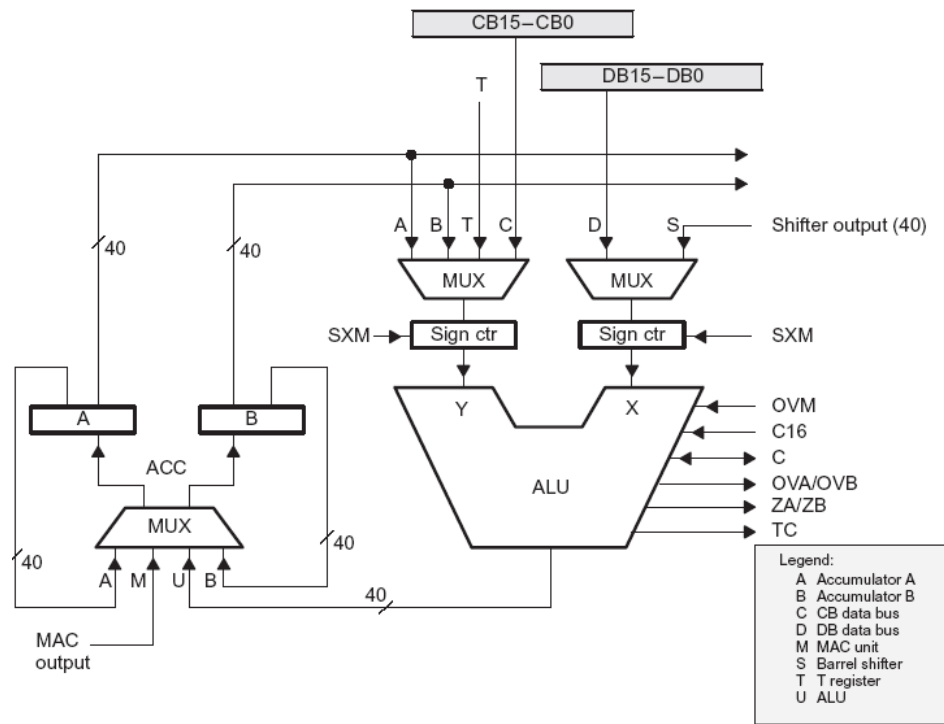 CB15–CB0
DB15–DB0
T
A B T C D S Shifter output (40)
40 40
MUX MUX
SXM Sign ctr Sign ctr SXM
Y X OVM
A B C16
ACC C
ALU OVA/OVB
MUX ZA/ZB
40 40 TC
A M U B 40
MAC
output
Legend:
A Accumulator A
B Accumulator B
C CB data bus
D DB data bus
M MAC unit
S Barrel shifter
T T register
U ALU